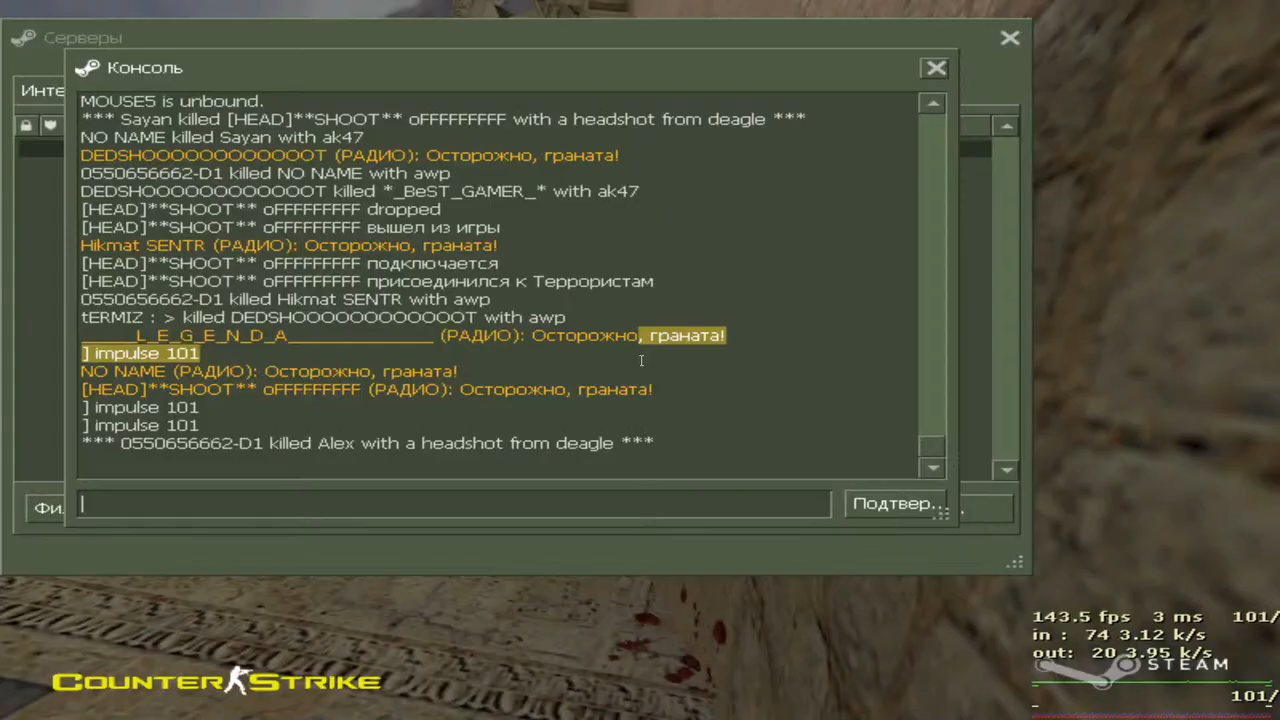 Серверы
Консоль
Инте
MOUSE5 is unbound.
*** Sayan killed [HEAD]**SHOOT** oFFFFFFFFF with a headshot from deagle ***
NO NAME killed Sayan with ak47
DEDSHOOOOOOOOOOOOT (РАДИО): Осторожно, граната!
0550656662-D1 killed NO NAME with awp
DEDSHOOOOOOOOOOOOT killed *_BeST_GAMER_* with ak47
[HEAD]**SHOOT** oFFFFFFFFF dropped
[HEAD]**SHOOT** oFFFFFFFFF вышел из игры
Hikmat SENTR (РАДИО): Осторожно, граната!
[HEAD]**SHOOT** oFFFFFFFFF подключается
[HEAD]**SHOOT** oFFFFFFFFF присоединился к Террористам
0550656662-D1 killed Hikmat SENTR with awp
tERMIZ : > killed DEDSHOOOOOOOOOOOOT with awp
_____L_E_G_E_N_D_A______________ (РАДИО): Осторожно, граната!
] impulse 101
NO NAME (РАДИО): Осторожно, граната!
[HEAD]**SHOOT** oFFFFFFFFF (РАДИО): Осторожно, граната!
] impulse 101
] impulse 101
*** 0550656662-D1 killed Alex with a headshot from deagle ***
Фи
Подтвер...
143.5 fps 3 ms 101/
in : 74 3.12 k/s
out: 20 3.95 k/s
STEAM
COUNTER STRIKE
101/